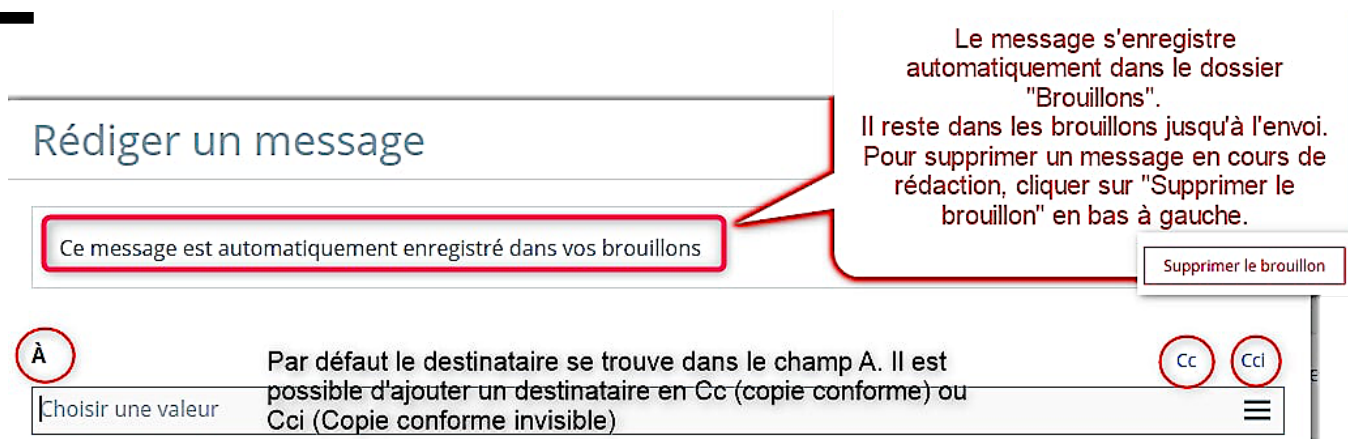 Le message s'enregistre
automatiquement dans le dossier
"Brouillons".
Il reste dans les brouillons jusqu'à l'envoi.
Pour supprimer un message en cours de
rédaction, cliquer sur "Supprimer le
brouillon" en bas à gauche.
Supprimer le brouillon
Rédiger un message
Ce message est automatiquement enregistré dans vos brouillons
À
Cc
Cci
Par défaut le destinataire se trouve dans le champ A. Il est
possible d'ajouter un destinataire en Cc (copie conforme) ou
Cci (Copie conforme invisible)
Choisir une valeur